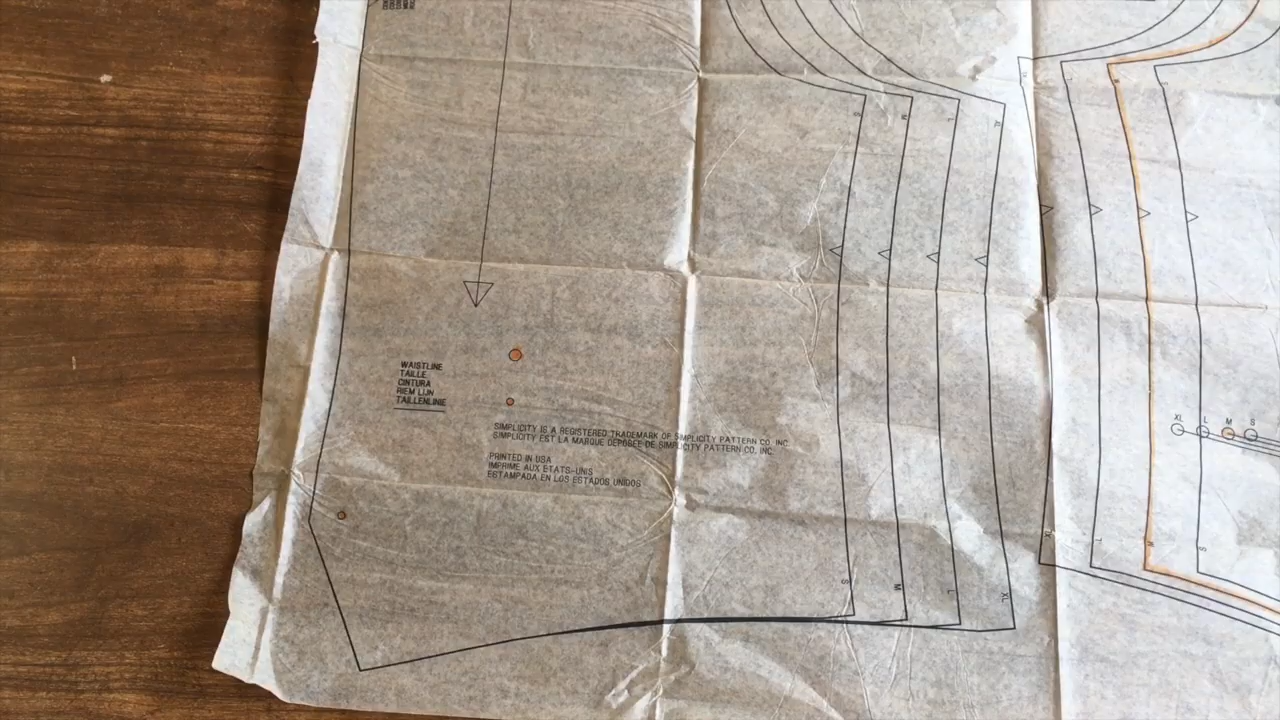 S
M
L
XL
XL
L
M
S
WAISTLINE
TAILLE
CINTURA
RIEM LIJN
TAILLENLINIE
SIMPLICITY IS A REGISTERED TRADEMARK OF SIMPLICITY PATTERN CO. INC.
SIMPLICITY EST LA MARQUE DEPOSEE DE SIMPLICITY PATTERN CO. INC.
PRINTED IN USA
IMPRIME AUX ETATS-UNIS
ESTAMPADA EN LOS ESTADOS UNIDOS
M
S
S
M
L
XL